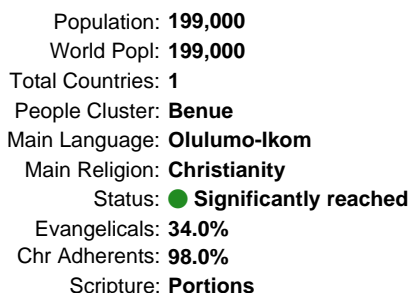 Population: 199,000
World Popl: 199,000
Total Countries: 1
People Cluster: Benue
Main Language: Olulumo-Ikom
Main Religion: Christianity
Status: Significantly reached
Evangelicals: 34.0%
Chr Adherents: 98.0%
Scripture: Portions